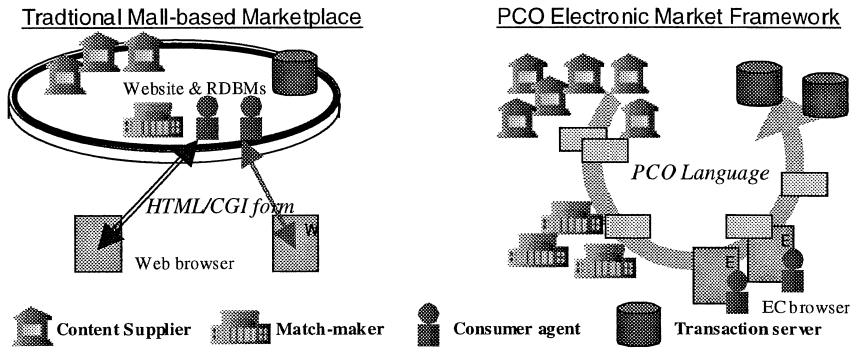 Tradtional Mall-based Marketplace
PCO Electronic Market Framework
Website & RDBMs
HTML/CGI form
W
W
Web browser
PCO Language
E
E
EC browser
Content Supplier
Match-maker
Consumer agent
Transaction server